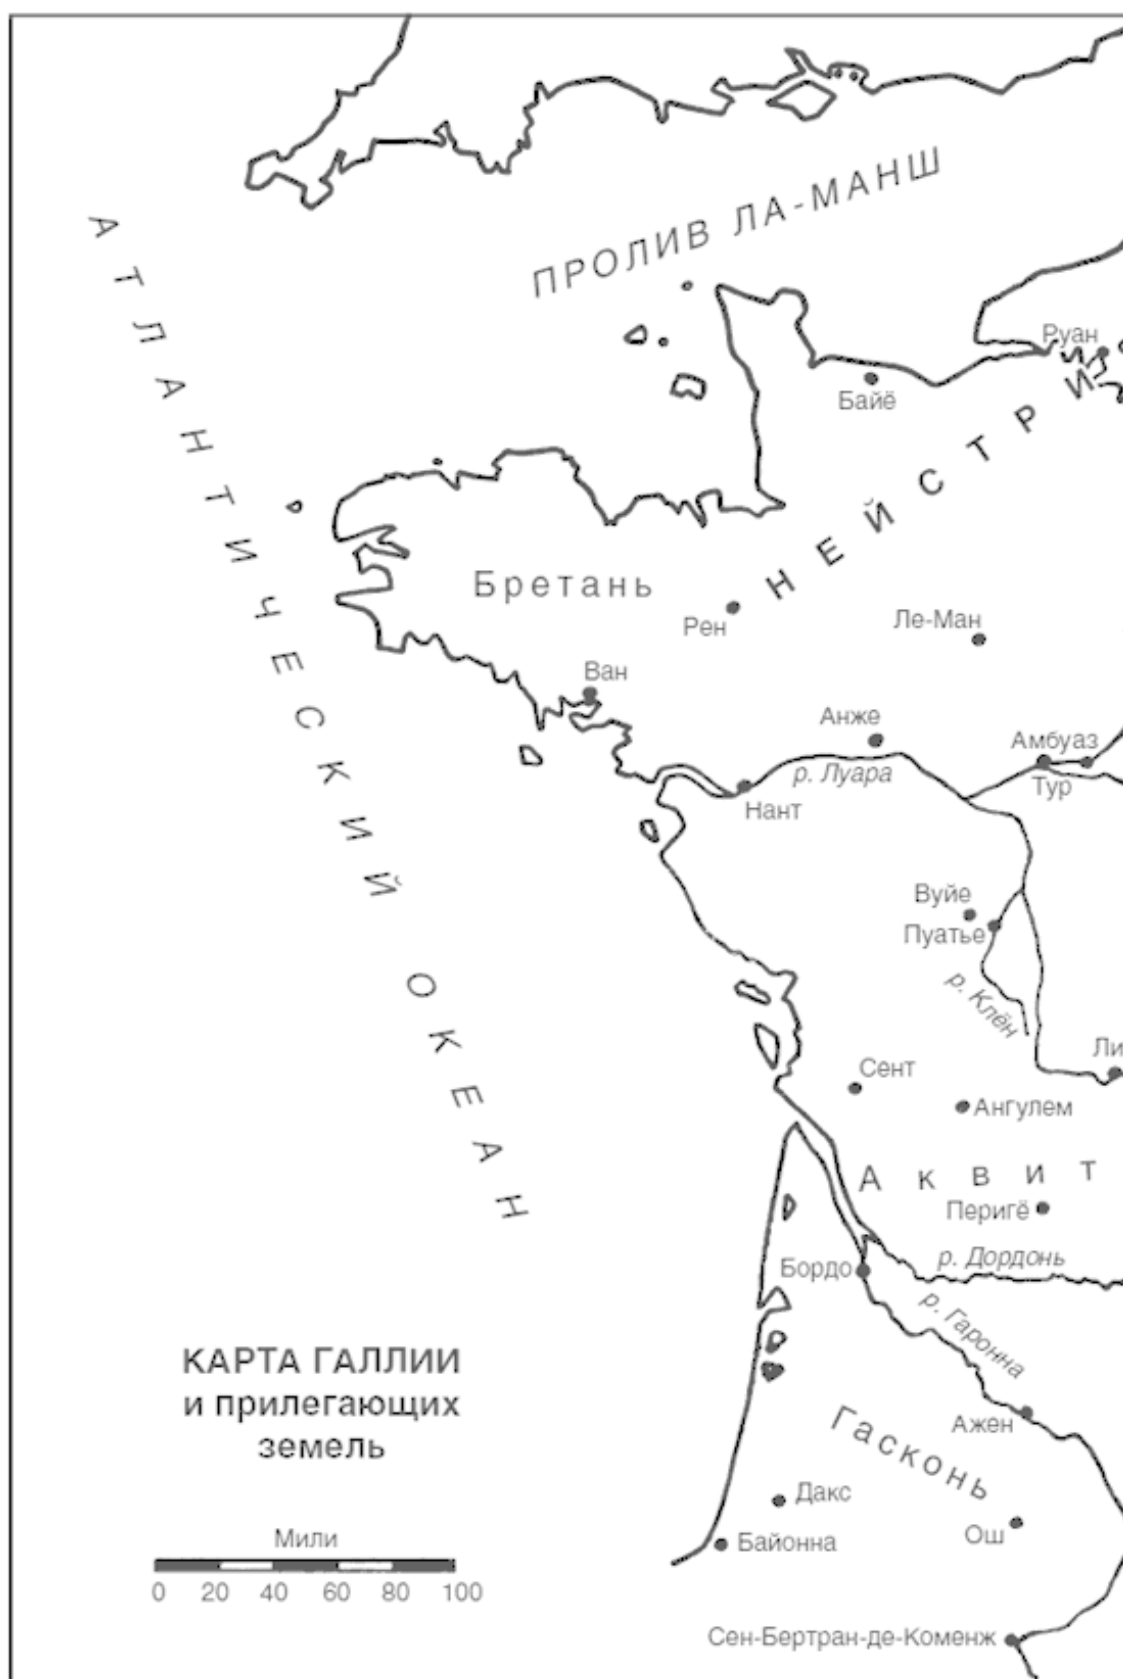 ПРОЛИВ ЛА-МАНШ
АТЛАНТИЧЕСКИЙ ОКЕАН
Руан
Байё
НЕЙСТРИ
Бретань
Рен
Ле-Ман
Ван
Анже
Амбуаз
р. Луара
Тур
Нант
Вуйе
Пуатье
р. Клён
Ли
Сент
Ангулем
Аквит
Перигё
р. Дордонь
Бордо
р. Гаронна
КАРТА ГАЛЛИИ
и прилегающих
земель
Ажен
Гасконь
Дакс
Ош
Байонна
Мили
0 20 40 60 80 100
Сен-Бертран-де-Коменж